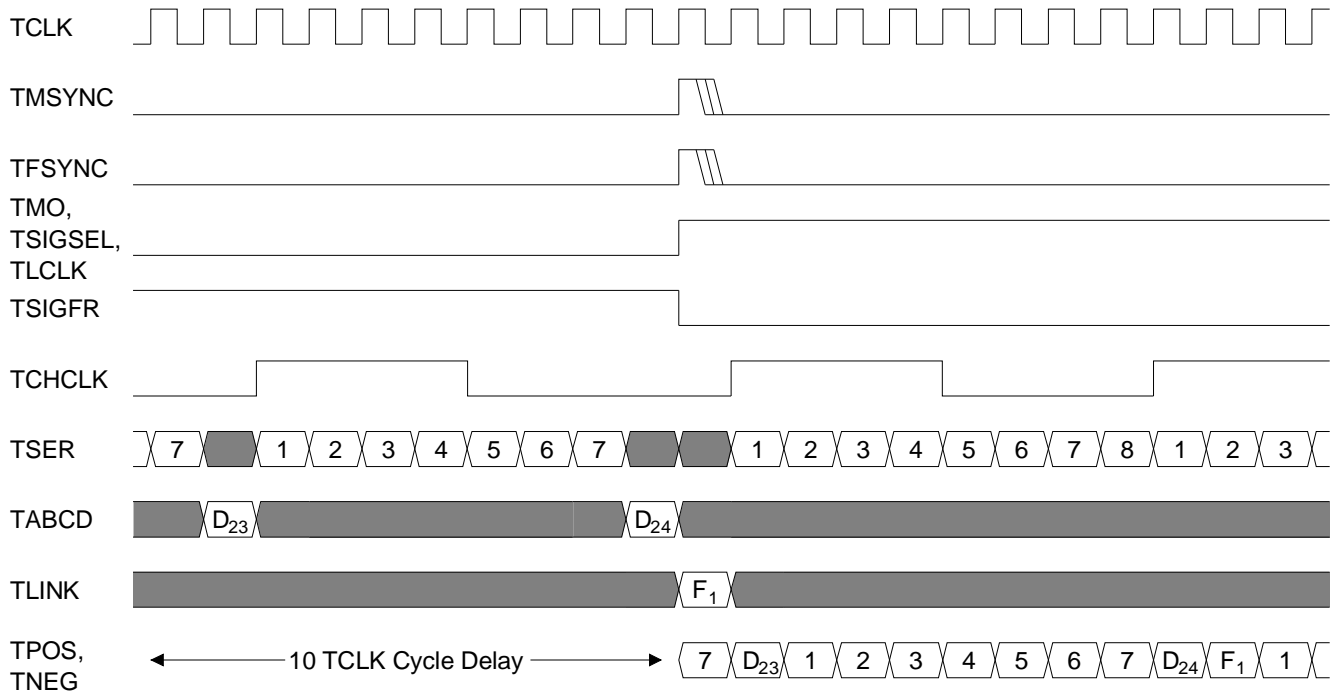 TCLK
TMSYNC
TFSYNC
TMO,
TSIGSEL,
TLCLK
TSIGFR
TCHCLK
TSER 7 1 2 3 4 5 6 7 1 2 3 4 5 6 7 8 1 2 3
TABCD D23 D24
TLINK F1
TPOS,
TNEG 10 TCLK Cycle Delay 7 D23 1 2 3 4 5 6 7 D24 F1 1